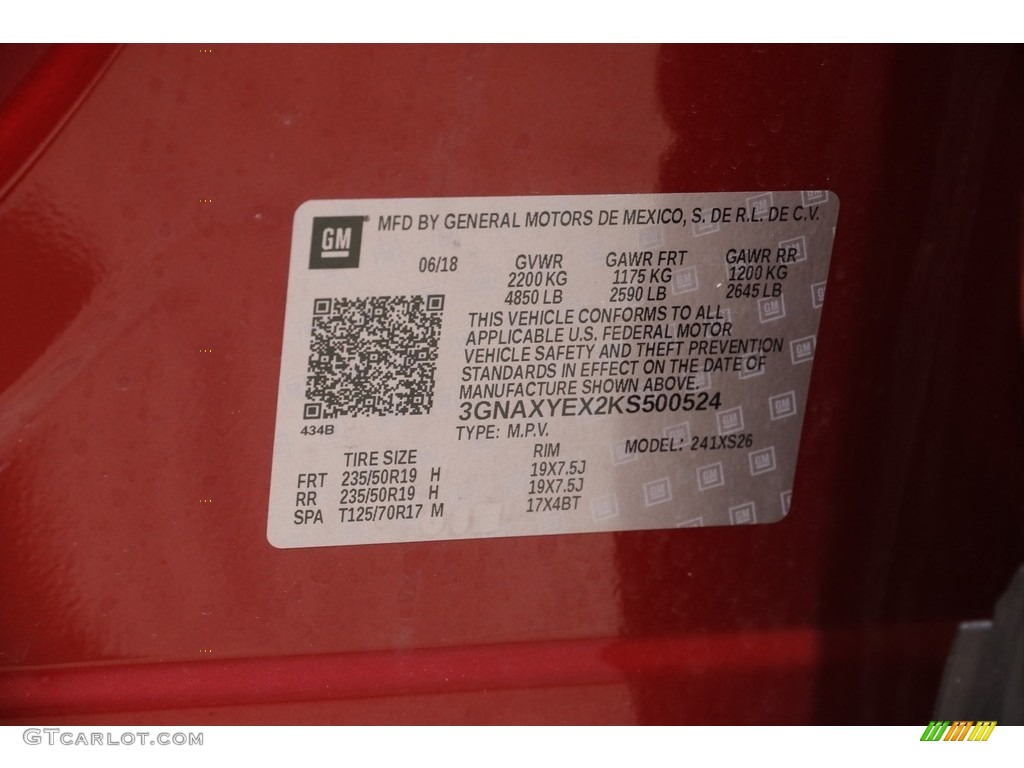 GM
MFD BY GENERAL MOTORS DE MEXICO, S. DE R.L. DE C.V.
06/18
GVWR GAWR FRT GAWR RR
2200 KG 1175 KG 1200 KG
4850 LB 2590 LB 2645 LB
THIS VEHICLE CONFORMS TO ALL
APPLICABLE U.S. FEDERAL MOTOR
VEHICLE SAFETY AND THEFT PREVENTION
STANDARDS IN EFFECT ON THE DATE OF
MANUFACTURE SHOWN ABOVE.
3GNAXYEX2KS500524
434B
TYPE: M.P.V. MODEL: 241XS26
TIRE SIZE RIM
FRT 235/50R19 H 19X7.5J
RR 235/50R19 H 19X7.5J
SPA T125/70R17 M 17X4BT
GTcarlot.com